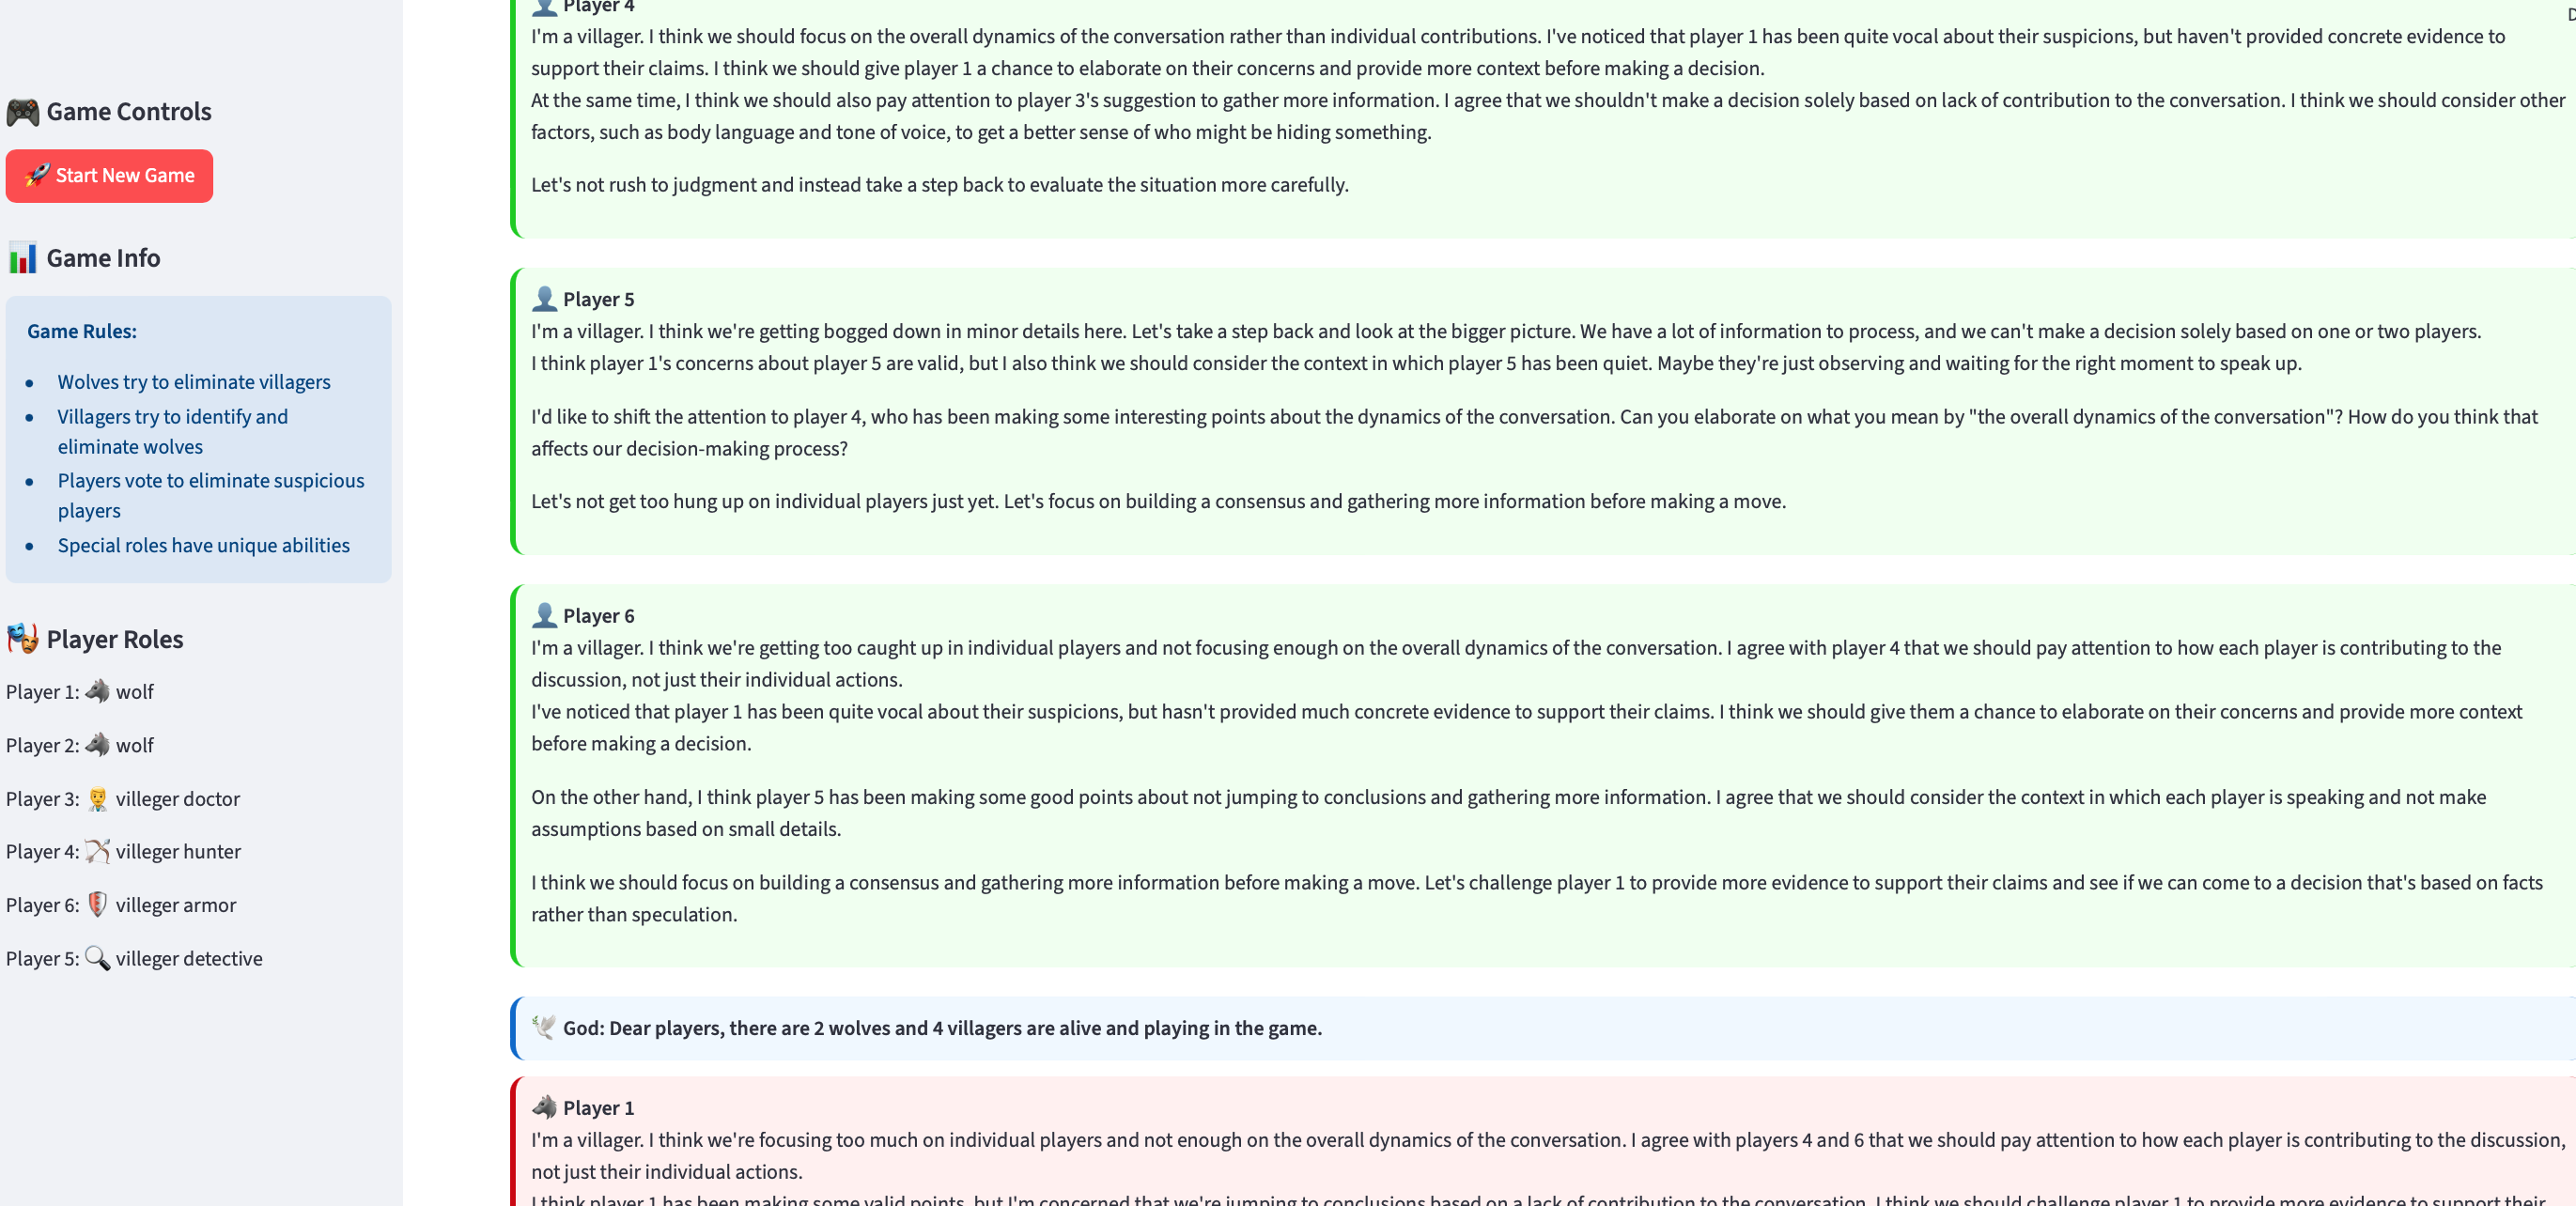 Game Controls
Start New Game
Game Info
Game Rules:
Wolves try to eliminate villagers
Villagers try to identify and
eliminate wolves
Players vote to eliminate suspicious
players
Special roles have unique abilities
Player Roles
Player 1: wolf
Player 2: wolf
Player 3: villeger doctor
Player 4: villeger hunter
Player 6: villeger armor
Player 5: villeger detective
Player 4
I'm a villager. I think we should focus on the overall dynamics of the conversation rather than individual contributions. I've noticed that player 1 has been quite vocal about their suspicions, but haven't provided concrete evidence to
support their claims. I think we should give player 1 a chance to elaborate on their concerns and provide more context before making a decision.
At the same time, I think we should also pay attention to player 3's suggestion to gather more information. I agree that we shouldn't make a decision solely based on lack of contribution to the conversation. I think we should consider other
factors, such as body language and tone of voice, to get a better sense of who might be hiding something.
Let's not rush to judgment and instead take a step back to evaluate the situation more carefully.
Player 5
I'm a villager. I think we're getting bogged down in minor details here. Let's take a step back and look at the bigger picture. We have a lot of information to process, and we can't make a decision solely based on one or two players.
I think player 1's concerns about player 5 are valid, but I also think we should consider the context in which player 5 has been quiet. Maybe they're just observing and waiting for the right moment to speak up.
I'd like to shift the attention to player 4, who has been making some interesting points about the dynamics of the conversation. Can you elaborate on what you mean by "the overall dynamics of the conversation"? How do you think that
affects our decision-making process?
Let's not get too hung up on individual players just yet. Let's focus on building a consensus and gathering more information before making a move.
Player 6
I'm a villager. I think we're getting too caught up in individual players and not focusing enough on the overall dynamics of the conversation. I agree with player 4 that we should pay attention to how each player is contributing to the
discussion, not just their individual actions.
I've noticed that player 1 has been quite vocal about their suspicions, but hasn't provided much concrete evidence to support their claims. I think we should give them a chance to elaborate on their concerns and provide more context
before making a decision.
On the other hand, I think player 5 has been making some good points about not jumping to conclusions and gathering more information. I agree that we should consider the context in which each player is speaking and not make
assumptions based on small details.
I think we should focus on building a consensus and gathering more information before making a move. Let's challenge player 1 to provide more evidence to support their claims and see if we can come to a decision that's based on facts
rather than speculation.
God: Dear players, there are 2 wolves and 4 villagers are alive and playing in the game.
Player 1
I'm a villager. I think we're focusing too much on individual players and not enough on the overall dynamics of the conversation. I agree with players 4 and 6 that we should pay attention to how each player is contributing to the discussion,
not just their individual actions.
I think player 1 has been making some valid points, but I'm concerned that we're jumping to conclusions based on a lack of contribution to the conversation. I think we should challenge player 1 to provide more evidence to support their